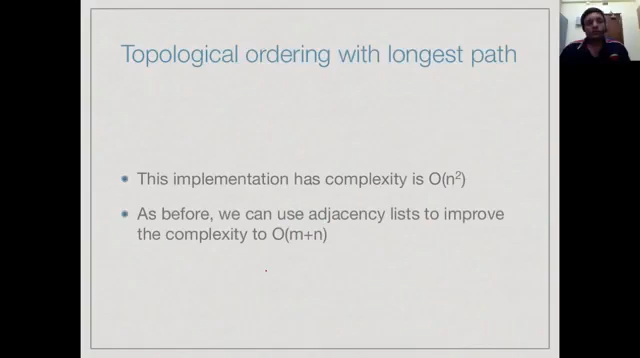 Topological ordering with longest path
This implementation has complexity is O(n²)
As before, we can use adjacency lists to improve
the complexity to O(m+n)